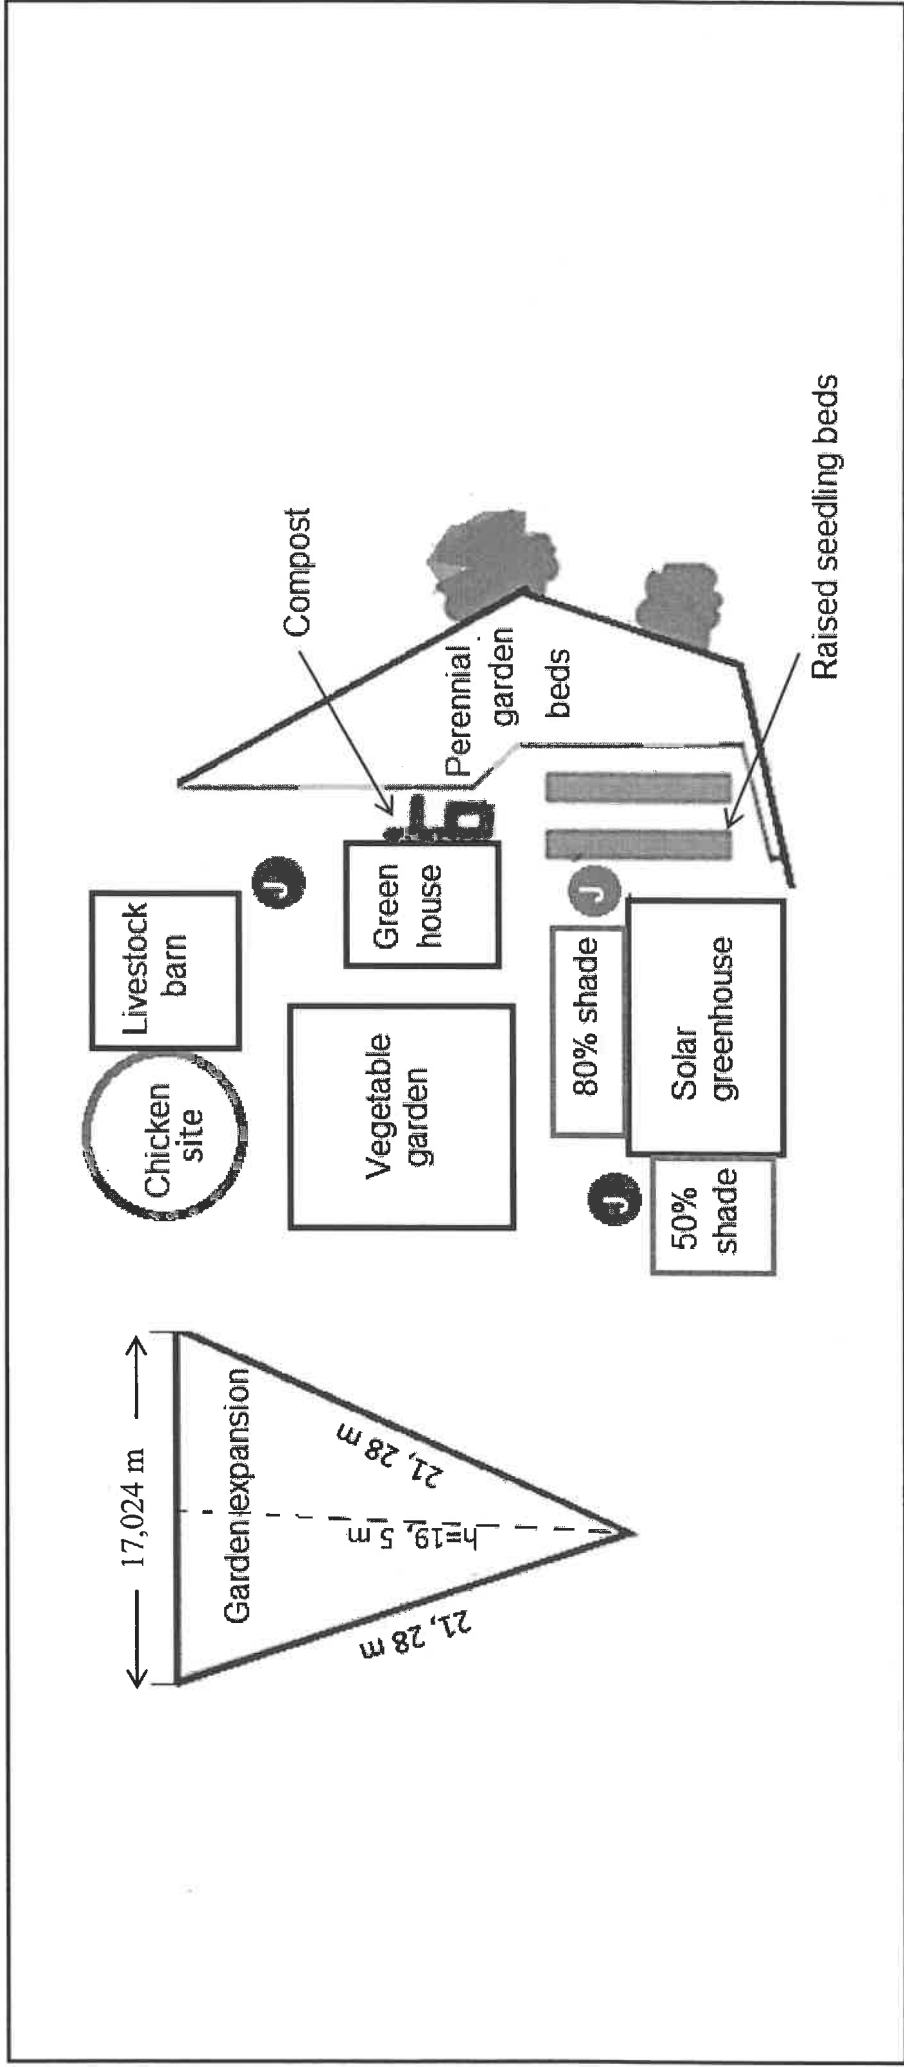 17,024 m
Garden expansion
21, 28 m
21, 28 m
h=19, 5 m
Chicken
site
Livestock
barn
J
Vegetable
garden
Green
house
Compost
Perennial
garden
beds
J
50%
shade
80% shade
J
Solar
greenhouse
Raised seedling beds